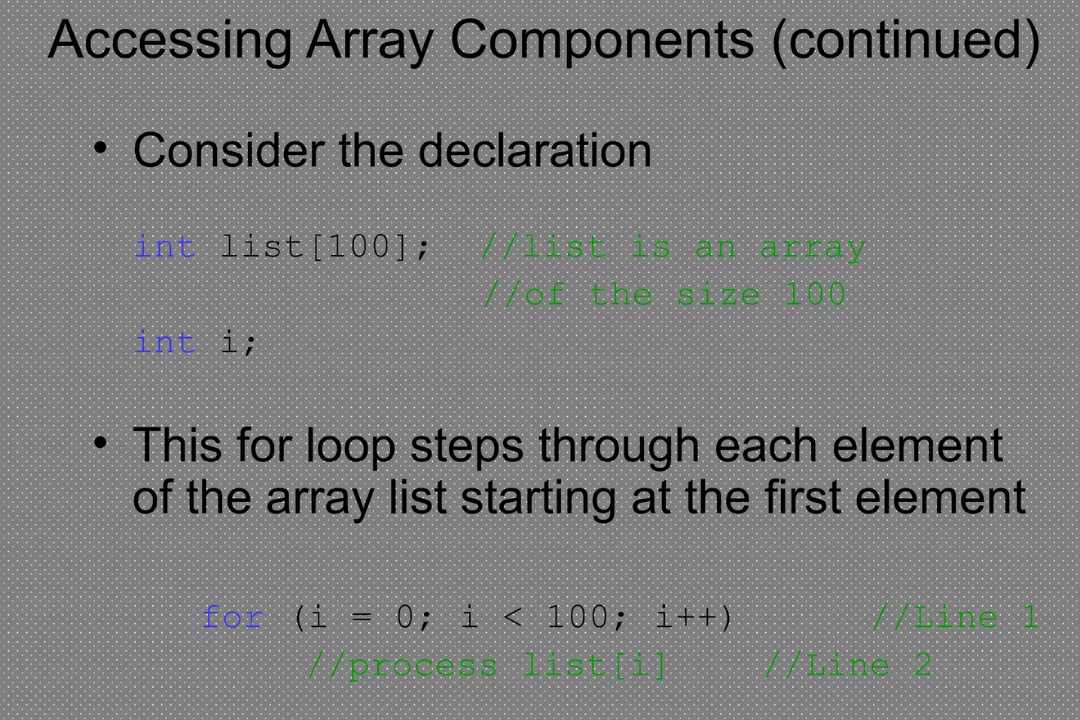 Accessing Array Components (continued)
• Consider the declaration
int list[100]; //list is an array
//of the size 100
int i;
• This for loop steps through each element
of the array list starting at the first element
for (i = 0; i < 100; i++) //Line 1
//process list[i] //Line 2